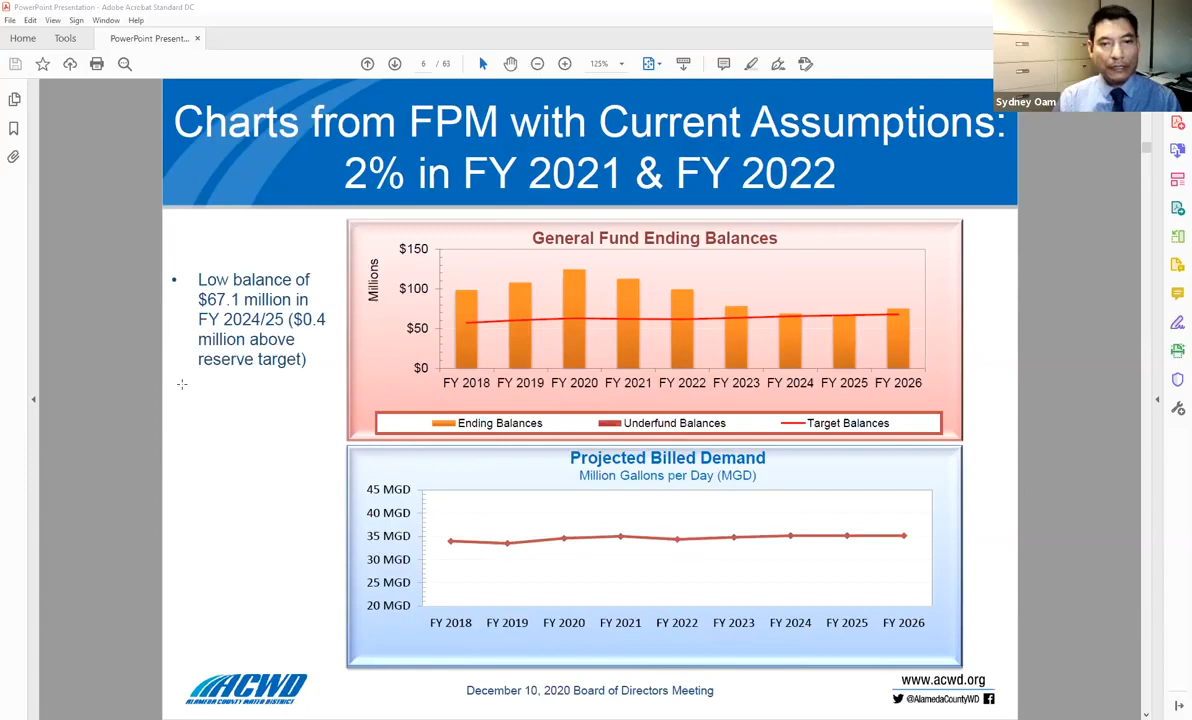 PowerPoint Presentation - Adobe Acrobat Standard DC
File Edit View Sign Window Help
Home Tools PowerPoint Present... ×
6 / 63 125%
Sydney Oam
Charts from FPM with Current Assumptions:
2% in FY 2021 & FY 2022
• Low balance of
$67.1 million in
FY 2024/25 ($0.4
million above
reserve target)
General Fund Ending Balances
Millions
$150
$100
$50
$0
FY 2018 FY 2019 FY 2020 FY 2021 FY 2022 FY 2023 FY 2024 FY 2025 FY 2026
Ending Balances Underfund Balances Target Balances
Projected Billed Demand
Million Gallons per Day (MGD)
45 MGD
40 MGD
35 MGD
30 MGD
25 MGD
20 MGD
FY 2018 FY 2019 FY 2020 FY 2021 FY 2022 FY 2023 FY 2024 FY 2025 FY 2026
ACWD
ALAMEDA COUNTY WATER DISTRICT
December 10, 2020 Board of Directors Meeting
www.acwd.org
@AlamedaCountyWD